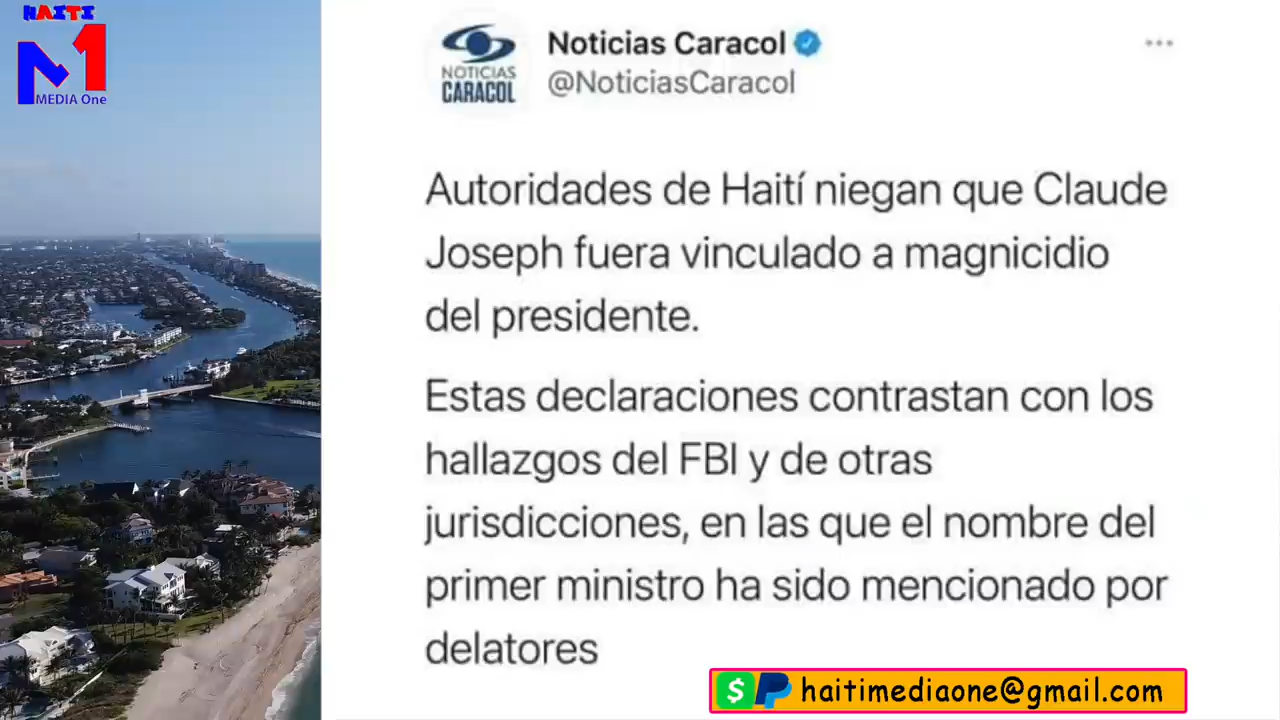 HAITI
M1
MEDIA One
NOTICIAS
CARACOL
Noticias Caracol
@NoticiasCaracol
Autoridades de Haití niegan que Claude
Joseph fuera vinculado a magnicidio
del presidente.
Estas declaraciones contrastan con los
hallazgos del FBI y de otras
jurisdicciones, en las que el nombre del
primer ministro ha sido mencionado por
delatores
$ haitimediaone@gmail.com